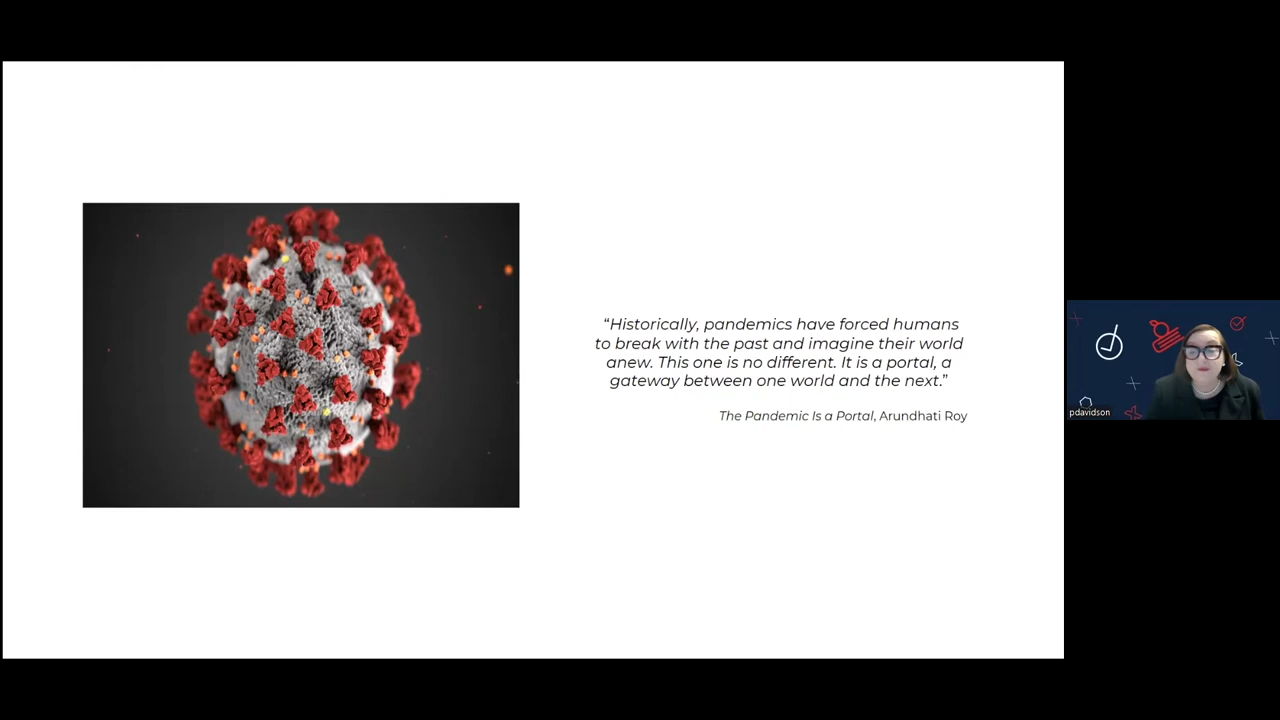 “Historically, pandemics have forced humans
to break with the past and imagine their world
anew. This one is no different. It is a portal, a
gateway between one world and the next.”
The Pandemic Is a Portal, Arundhati Roy
pdavidson